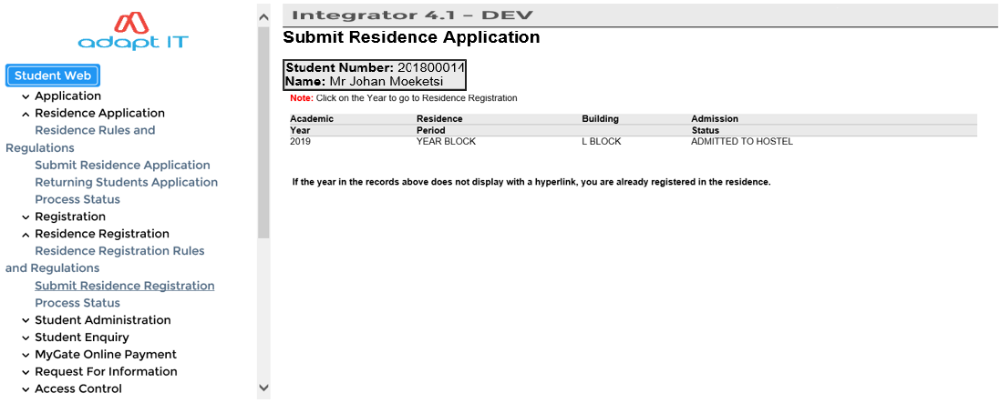 adapt IT
Student Web
Application
Residence Application
Residence Rules and
Regulations
Submit Residence Application
Returning Students Application
Process Status
Registration
Residence Registration
Residence Registration Rules
and Regulations
Submit Residence Registration
Process Status
Student Administration
Student Enquiry
MyGate Online Payment
Request For Information
Access Control
Integrator 4.1 – DEV
Submit Residence Application
Student Number: 201800014
Name: Mr Johan Moeketsi
Note: Click on the Year to go to Residence Registration
Academic Residence Building Admission
Year Period Status
2019 YEAR BLOCK L BLOCK ADMITTED TO HOSTEL
If the year in the records above does not display with a hyperlink, you are already registered in the residence.